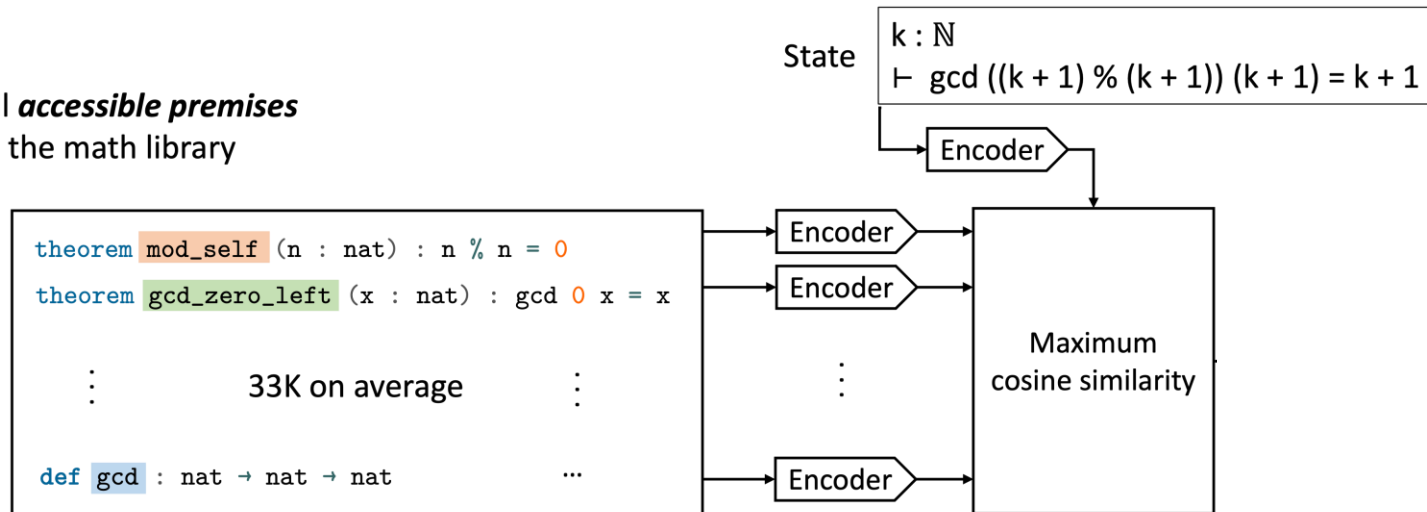 State
k : ℕ
⊢ gcd ((k + 1) % (k + 1)) (k + 1) = k + 1
l accessible premises
the math library
Encoder
theorem mod_self (n : nat) : n % n = 0
theorem gcd_zero_left (x : nat) : gcd 0 x = x
⋮ 33K on average ⋮
def gcd : nat → nat → nat ...
Encoder
Encoder
⋮
Encoder
Maximum
cosine similarity